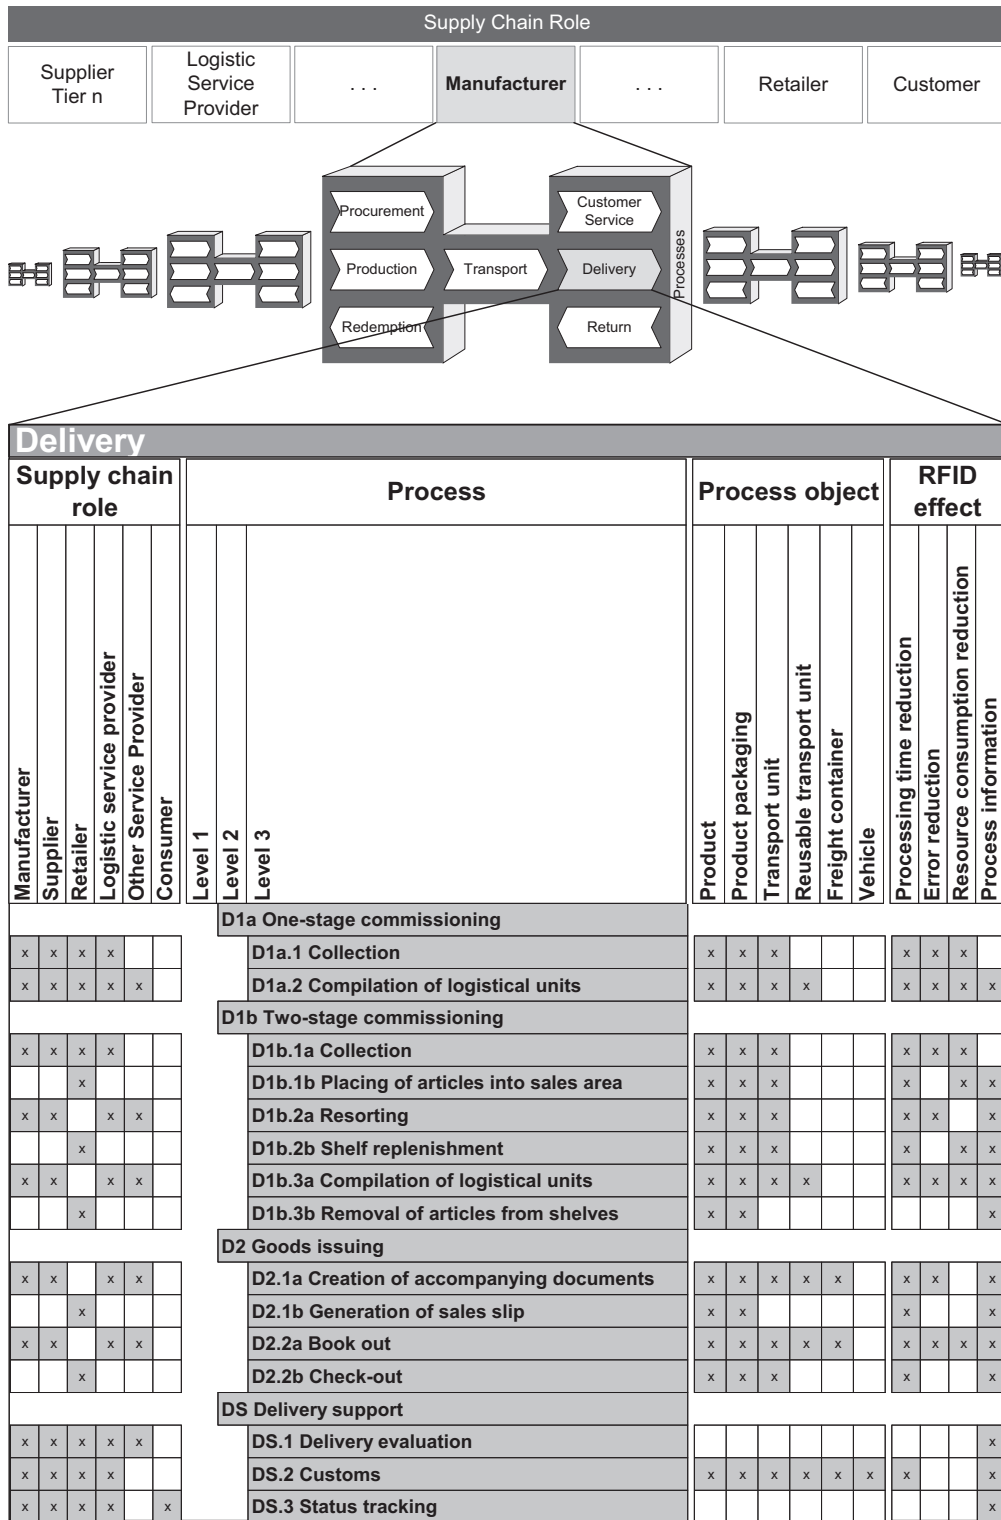 Supply Chain Role
Supplier
Tier n
Logistic
Service
Provider
. . .
Manufacturer
. . .
Retailer
Customer
Procurement
Production
Redemption
Transport
Customer
Service
Delivery
Return
Processes
Delivery
Supply chain
role
Process
Process object
RFID
effect
Manufacturer
Supplier
Retailer
Logistic service provider
Other Service Provider
Consumer
Level 1
Level 2
Level 3
Product
Product packaging
Transport unit
Reusable transport unit
Freight container
Vehicle
Processing time reduction
Error reduction
Resource consumption reduction
Process information
D1a One-stage commissioning
x x x x D1a.1 Collection x x x x x x
x x x x x D1a.2 Compilation of logistical units x x x x x x x x
D1b Two-stage commissioning
x x x x D1b.1a Collection x x x x x x
x D1b.1b Placing of articles into sales area x x x x x x
x x x x D1b.2a Resorting x x x x x x
x D1b.2b Shelf replenishment x x x x x x
x x x x D1b.3a Compilation of logistical units x x x x x x x x
x D1b.3b Removal of articles from shelves x x x
D2 Goods issuing
x x x x D2.1a Creation of accompanying documents x x x x x x x x
x D2.1b Generation of sales slip x x x x
x x x x D2.2a Book out x x x x x x x x x
x D2.2b Check-out x x x x x
DS Delivery support
x x x x x DS.1 Delivery evaluation x
x x x x DS.2 Customs x x x x x x x x
x x x x x DS.3 Status tracking x